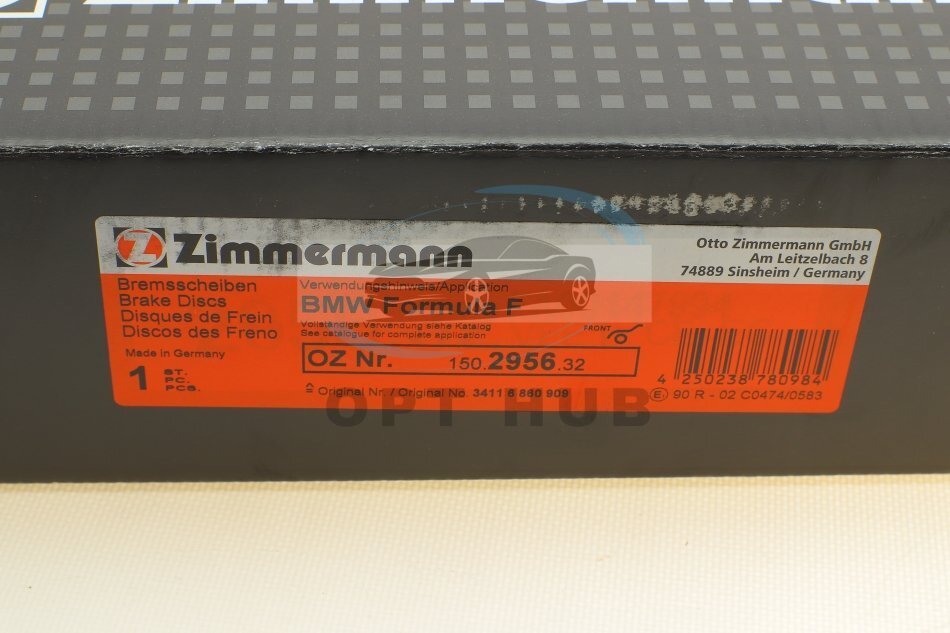 Zimmermann
Otto Zimmermann GmbH
Am Leitzelbach 8
74889 Sinsheim / Germany
Bremsscheiben
Brake Discs
Disques de Frein
Discos des Freno
Made in Germany
1 ST.
PC.
PCS.
Verwendungshinweis/Application
BMW Formula F
Vollständige Verwendung siehe Katalog
See catalogue for complete application
FRONT
OZ Nr. 150.2956.32
≙ Original Nr. / Original No. 3411 6 860 909
4 250238 780984
E1 90 R - 02 C0474/0583
OPT HUB